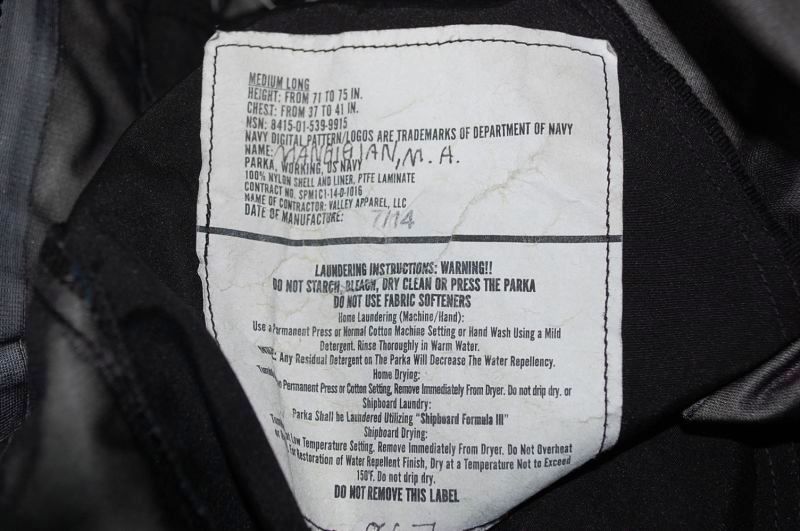 MEDIUM LONG
HEIGHT: FROM 71 TO 75 IN.
CHEST: FROM 37 TO 41 IN.
NSN: 8415-01-539-9915
NAVY DIGITAL PATTERN/LOGOS ARE TRADEMARKS OF DEPARTMENT OF NAVY
NAME: M.A.
PARKA, WORKING, US NAVY
100% NYLON SHELL AND LINER, PTFE LAMINATE
CONTRACT NO. SPM1C1-14-D-1016
NAME OF CONTRACTOR: VALLEY APPAREL, LLC
DATE OF MANUFACTURE: 7/14
LAUNDERING INSTRUCTIONS: WARNING!!
DO NOT STARCH, BLEACH, DRY CLEAN OR PRESS THE PARKA
DO NOT USE FABRIC SOFTENERS
Home Laundering (Machine/Hand):
Use a Permanent Press or Normal Cotton Machine Setting or Hand Wash Using a Mild
Detergent. Rinse Thoroughly in Warm Water.
Any Residual Detergent on The Parka Will Decrease The Water Repellency.
Home Drying:
Permanent Press or Cotton Setting, Remove Immediately From Dryer. Do not drip dry. or
Shipboard Laundry:
Parka Shall be Laundered Utilizing "Shipboard Formula III"
Shipboard Drying:
Low Temperature Setting, Remove Immediately From Dryer. Do Not Overheat
For Restoration of Water Repellent Finish, Dry at a Temperature Not to Exceed
150°F. Do not drip dry.
DO NOT REMOVE THIS LABEL